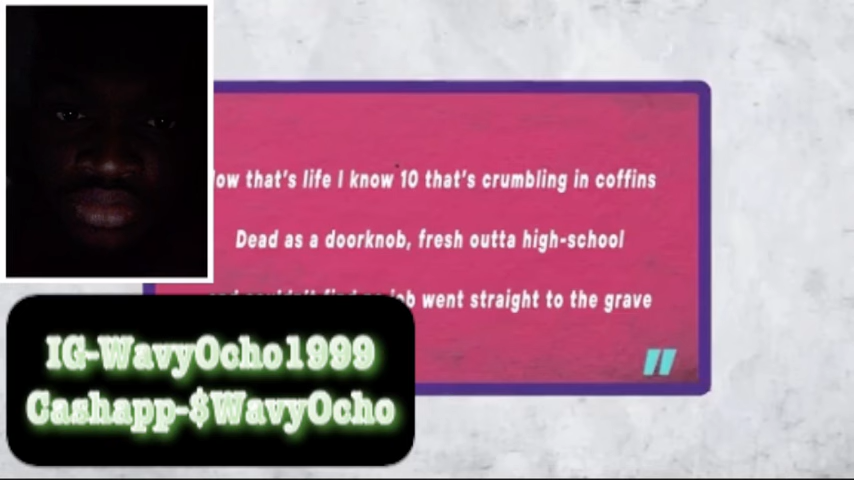 that's life I know 10 that's crumbling in coffins
Dead as a doorknob, fresh outta high-school
went straight to the grave
IG-WavyOcho1999
Cashapp-$WavyOcho